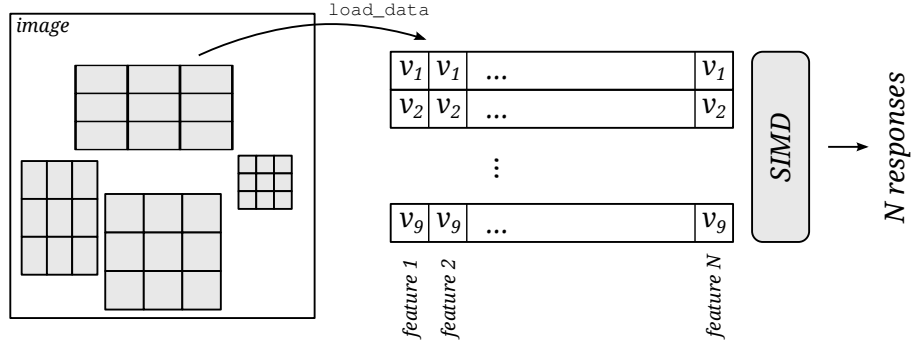 image
load_data
v1 v1 ... v1
v2 v2 ... v2
⋮
v9 v9 ... v9
feature 1
feature 2
feature N
SIMD
N responses